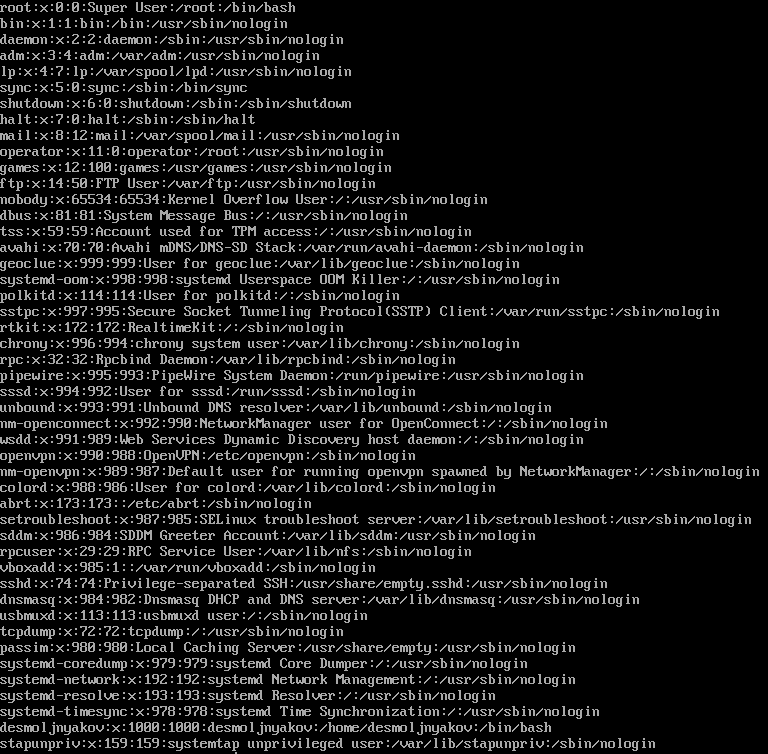 root:x:0:0:Super User:/root:/bin/bash
bin:x:1:1:bin:/bin:/usr/sbin/nologin
daemon:x:2:2:daemon:/sbin:/usr/sbin/nologin
adm:x:3:4:adm:/var/adm:/usr/sbin/nologin
lp:x:4:7:lp:/var/spool/lpd:/usr/sbin/nologin
sync:x:5:0:sync:/sbin:/bin/sync
shutdown:x:6:0:shutdown:/sbin:/sbin/shutdown
halt:x:7:0:halt:/sbin:/sbin/halt
mail:x:8:12:mail:/var/spool/mail:/usr/sbin/nologin
operator:x:11:0:operator:/root:/usr/sbin/nologin
games:x:12:100:games:/usr/games:/usr/sbin/nologin
ftp:x:14:50:FTP User:/var/ftp:/usr/sbin/nologin
nobody:x:65534:65534:Kernel Overflow User:/:/usr/sbin/nologin
dbus:x:81:81:System Message Bus:/:/usr/sbin/nologin
tss:x:59:59:Account used for TPM access:/:/usr/sbin/nologin
avahi:x:70:70:Avahi mDNS/DNS-SD Stack:/var/run/avahi-daemon:/sbin/nologin
geoclue:x:999:999:User for geoclue:/var/lib/geoclue:/sbin/nologin
systemd-oom:x:998:998:systemd Userspace OOM Killer:/:/usr/sbin/nologin
polkitd:x:114:114:User for polkitd:/:/sbin/nologin
sstpc:x:997:995:Secure Socket Tunneling Protocol(SSTP) Client:/var/run/sstpc:/sbin/nologin
rtkit:x:172:172:RealtimeKit:/:/sbin/nologin
chrony:x:996:994:chrony system user:/var/lib/chrony:/sbin/nologin
rpc:x:32:32:Rpcbind Daemon:/var/lib/rpcbind:/sbin/nologin
pipewire:x:995:993:PipeWire System Daemon:/run/pipewire:/usr/sbin/nologin
sssd:x:994:992:User for sssd:/run/sssd:/sbin/nologin
unbound:x:993:991:Unbound DNS resolver:/var/lib/unbound:/sbin/nologin
nm-openconnect:x:992:990:NetworkManager user for OpenConnect:/:/sbin/nologin
wsdd:x:991:989:Web Services Dynamic Discovery host daemon:/:/sbin/nologin
openvpn:x:990:988:OpenVPN:/etc/openvpn:/sbin/nologin
nm-openvpn:x:989:987:Default user for running openvpn spawned by NetworkManager:/:/sbin/nologin
colord:x:988:986:User for colord:/var/lib/colord:/sbin/nologin
abrt:x:173:173::/etc/abrt:/sbin/nologin
setroubleshoot:x:987:985:SELinux troubleshoot server:/var/lib/setroubleshoot:/usr/sbin/nologin
sddm:x:986:984:SDDM Greeter Account:/var/lib/sddm:/usr/sbin/nologin
rpcuser:x:29:29:RPC Service User:/var/lib/nfs:/sbin/nologin
vboxadd:x:985:1::/var/run/vboxadd:/sbin/nologin
sshd:x:74:74:Privilege-separated SSH:/usr/share/empty.sshd:/usr/sbin/nologin
dnsmasq:x:984:982:Dnsmasq DHCP and DNS server:/var/lib/dnsmasq:/usr/sbin/nologin
usbmuxd:x:113:113:usbmuxd user:/:/sbin/nologin
tcpdump:x:72:72:tcpdump:/:/sbin/nologin
passim:x:980:980:Local Caching Server:/usr/share/empty:/usr/sbin/nologin
systemd-coredump:x:979:979:systemd Core Dumper:/:/usr/sbin/nologin
systemd-network:x:192:192:systemd Network Management:/:/usr/sbin/nologin
systemd-resolve:x:193:193:systemd Resolver:/:/usr/sbin/nologin
systemd-timesync:x:978:978:systemd Time Synchronization:/:/usr/sbin/nologin
desmoljnyakov:x:1000:1000:desmoljnyakov:/home/desmoljnyakov:/bin/bash
stapunpriv:x:159:159:systemtap unprivileged user:/var/lib/stapunpriv:/sbin/nologin